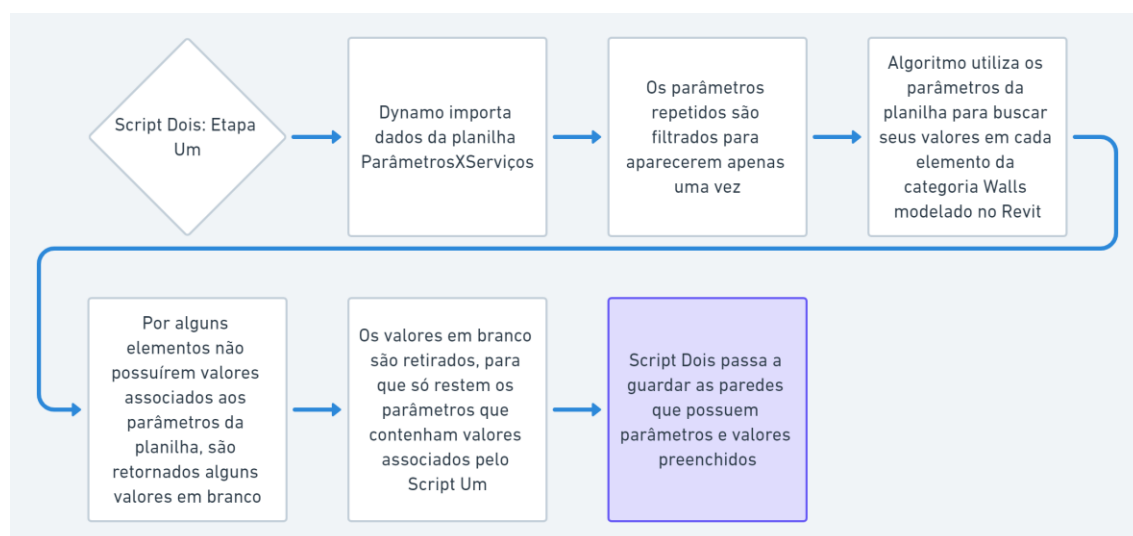 Script Dois: Etapa
Um
Dynamo importa
dados da planilha
ParâmetrosXServiços
Os parâmetros
repetidos são
filtrados para
aparecerem apenas
uma vez
Algoritmo utiliza os
parâmetros da
planilha para buscar
seus valores em cada
elemento da
categoria Walls
modelado no Revit
Por alguns
elementos não
possuírem valores
associados aos
parâmetros da
planilha, são
retornados alguns
valores em branco
Os valores em branco
são retirados, para
que só restem os
parâmetros que
contenham valores
associados pelo
Script Um
Script Dois passa a
guardar as paredes
que possuem
parâmetros e valores
preenchidos